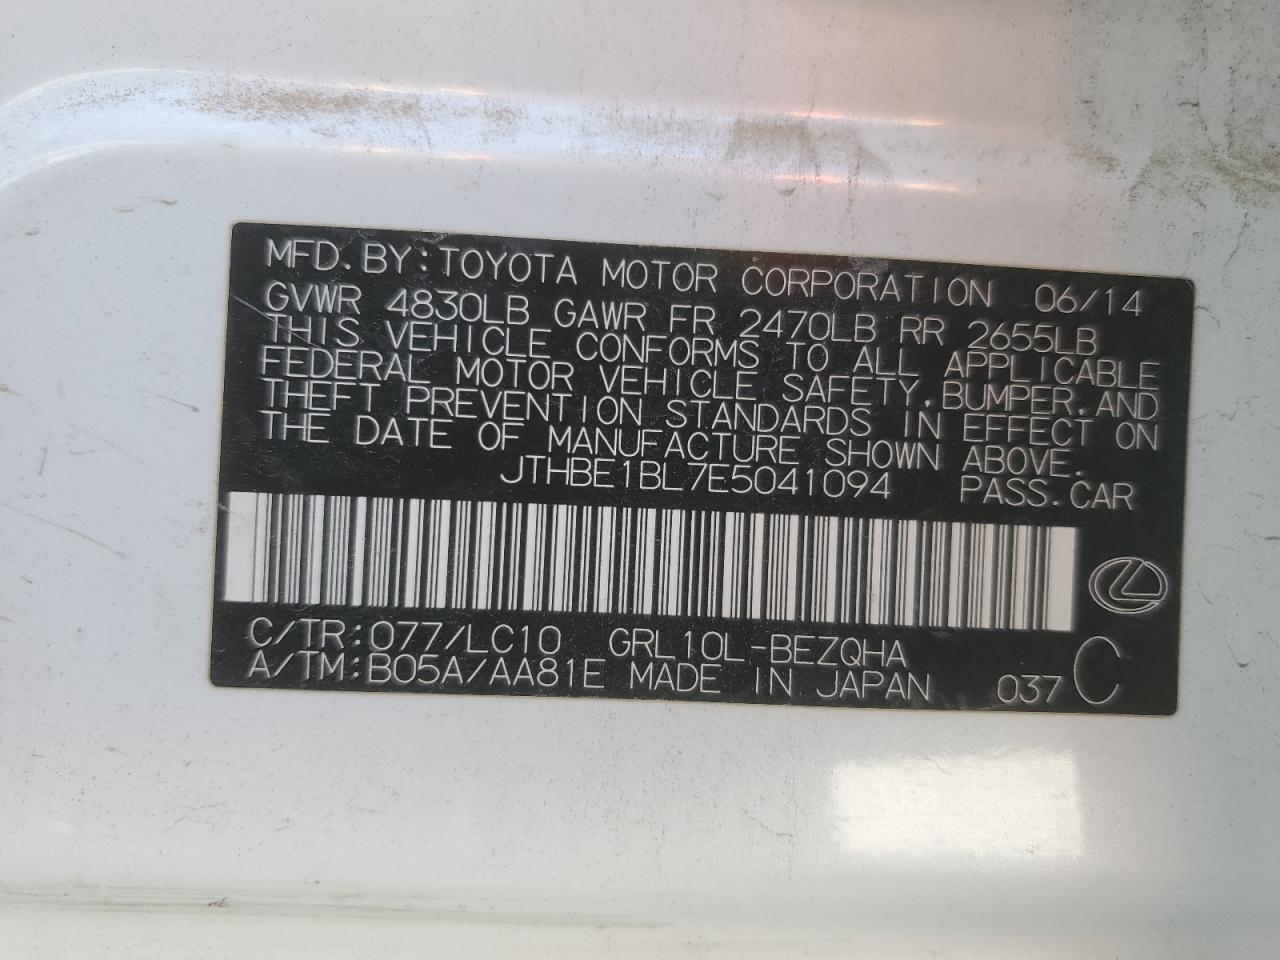 MFD. BY: TOYOTA MOTOR CORPORATION 06/14
GVWR 4830LB GAWR FR 2470LB RR 2655LB
THIS VEHICLE CONFORMS TO ALL APPLICABLE
FEDERAL MOTOR VEHICLE SAFETY, BUMPER, AND
THEFT PREVENTION STANDARDS IN EFFECT ON
THE DATE OF MANUFACTURE SHOWN ABOVE.
JTHBE1BL7E5041094 PASS. CAR
C/TR: 077/LC10 GRL10L-BEZQHA
A/TM: B05A/AA81E MADE IN JAPAN 037 C